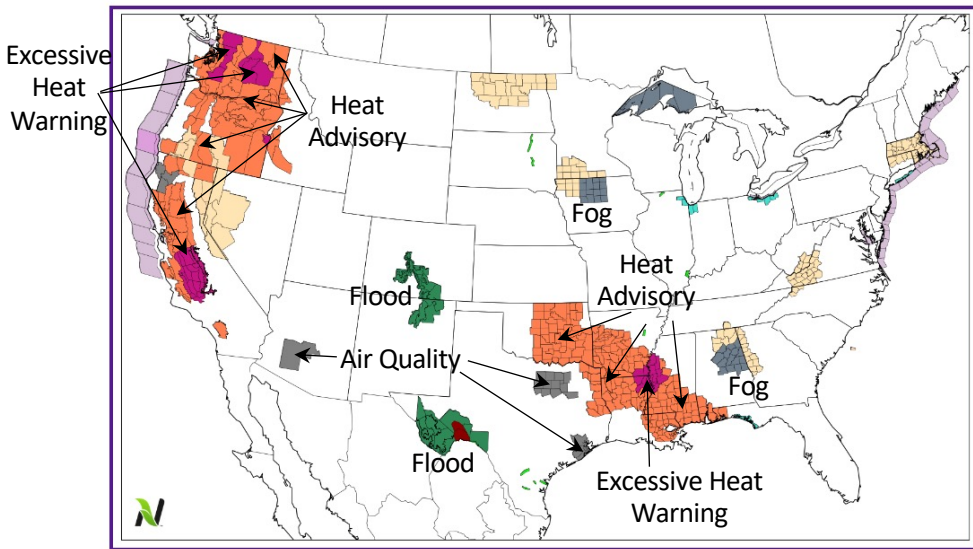 Excessive
Heat
Warning
Heat
Advisory
Fog
Heat
Advisory
Flood
Air Quality
Fog
Flood
Excessive Heat
Warning
N